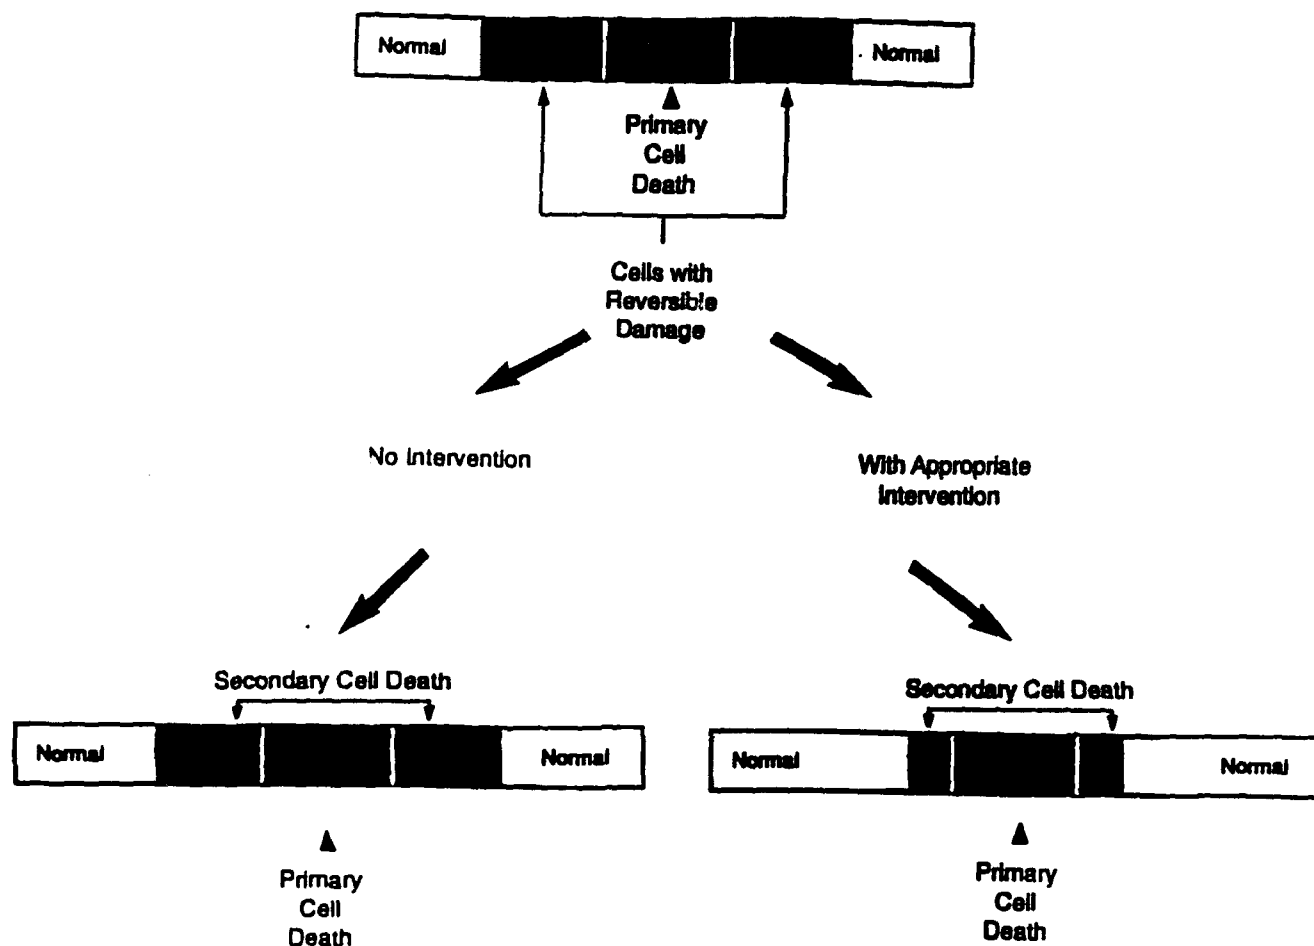 Normal
Normal
Primary
Cell
Death
Cells with
Reversible
Damage
No Intervention
With Appropriate
Intervention
Secondary Cell Death
Normal
Normal
Primary
Cell
Death
Secondary Cell Death
Normal
Normal
Primary
Cell
Death